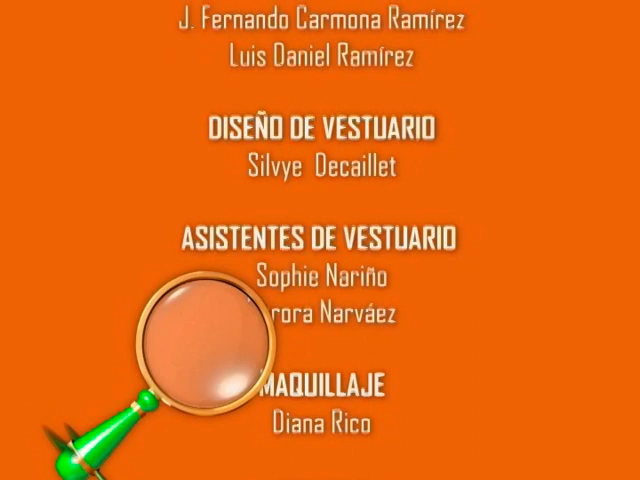 J. Fernando Carmona Ramírez
Luis Daniel Ramírez
DISEÑO DE VESTUARIO
Silvye Decaillet
ASISTENTES DE VESTUARIO
Sophie Nariño
Narváez
MAQUILLAJE
Diana Rico